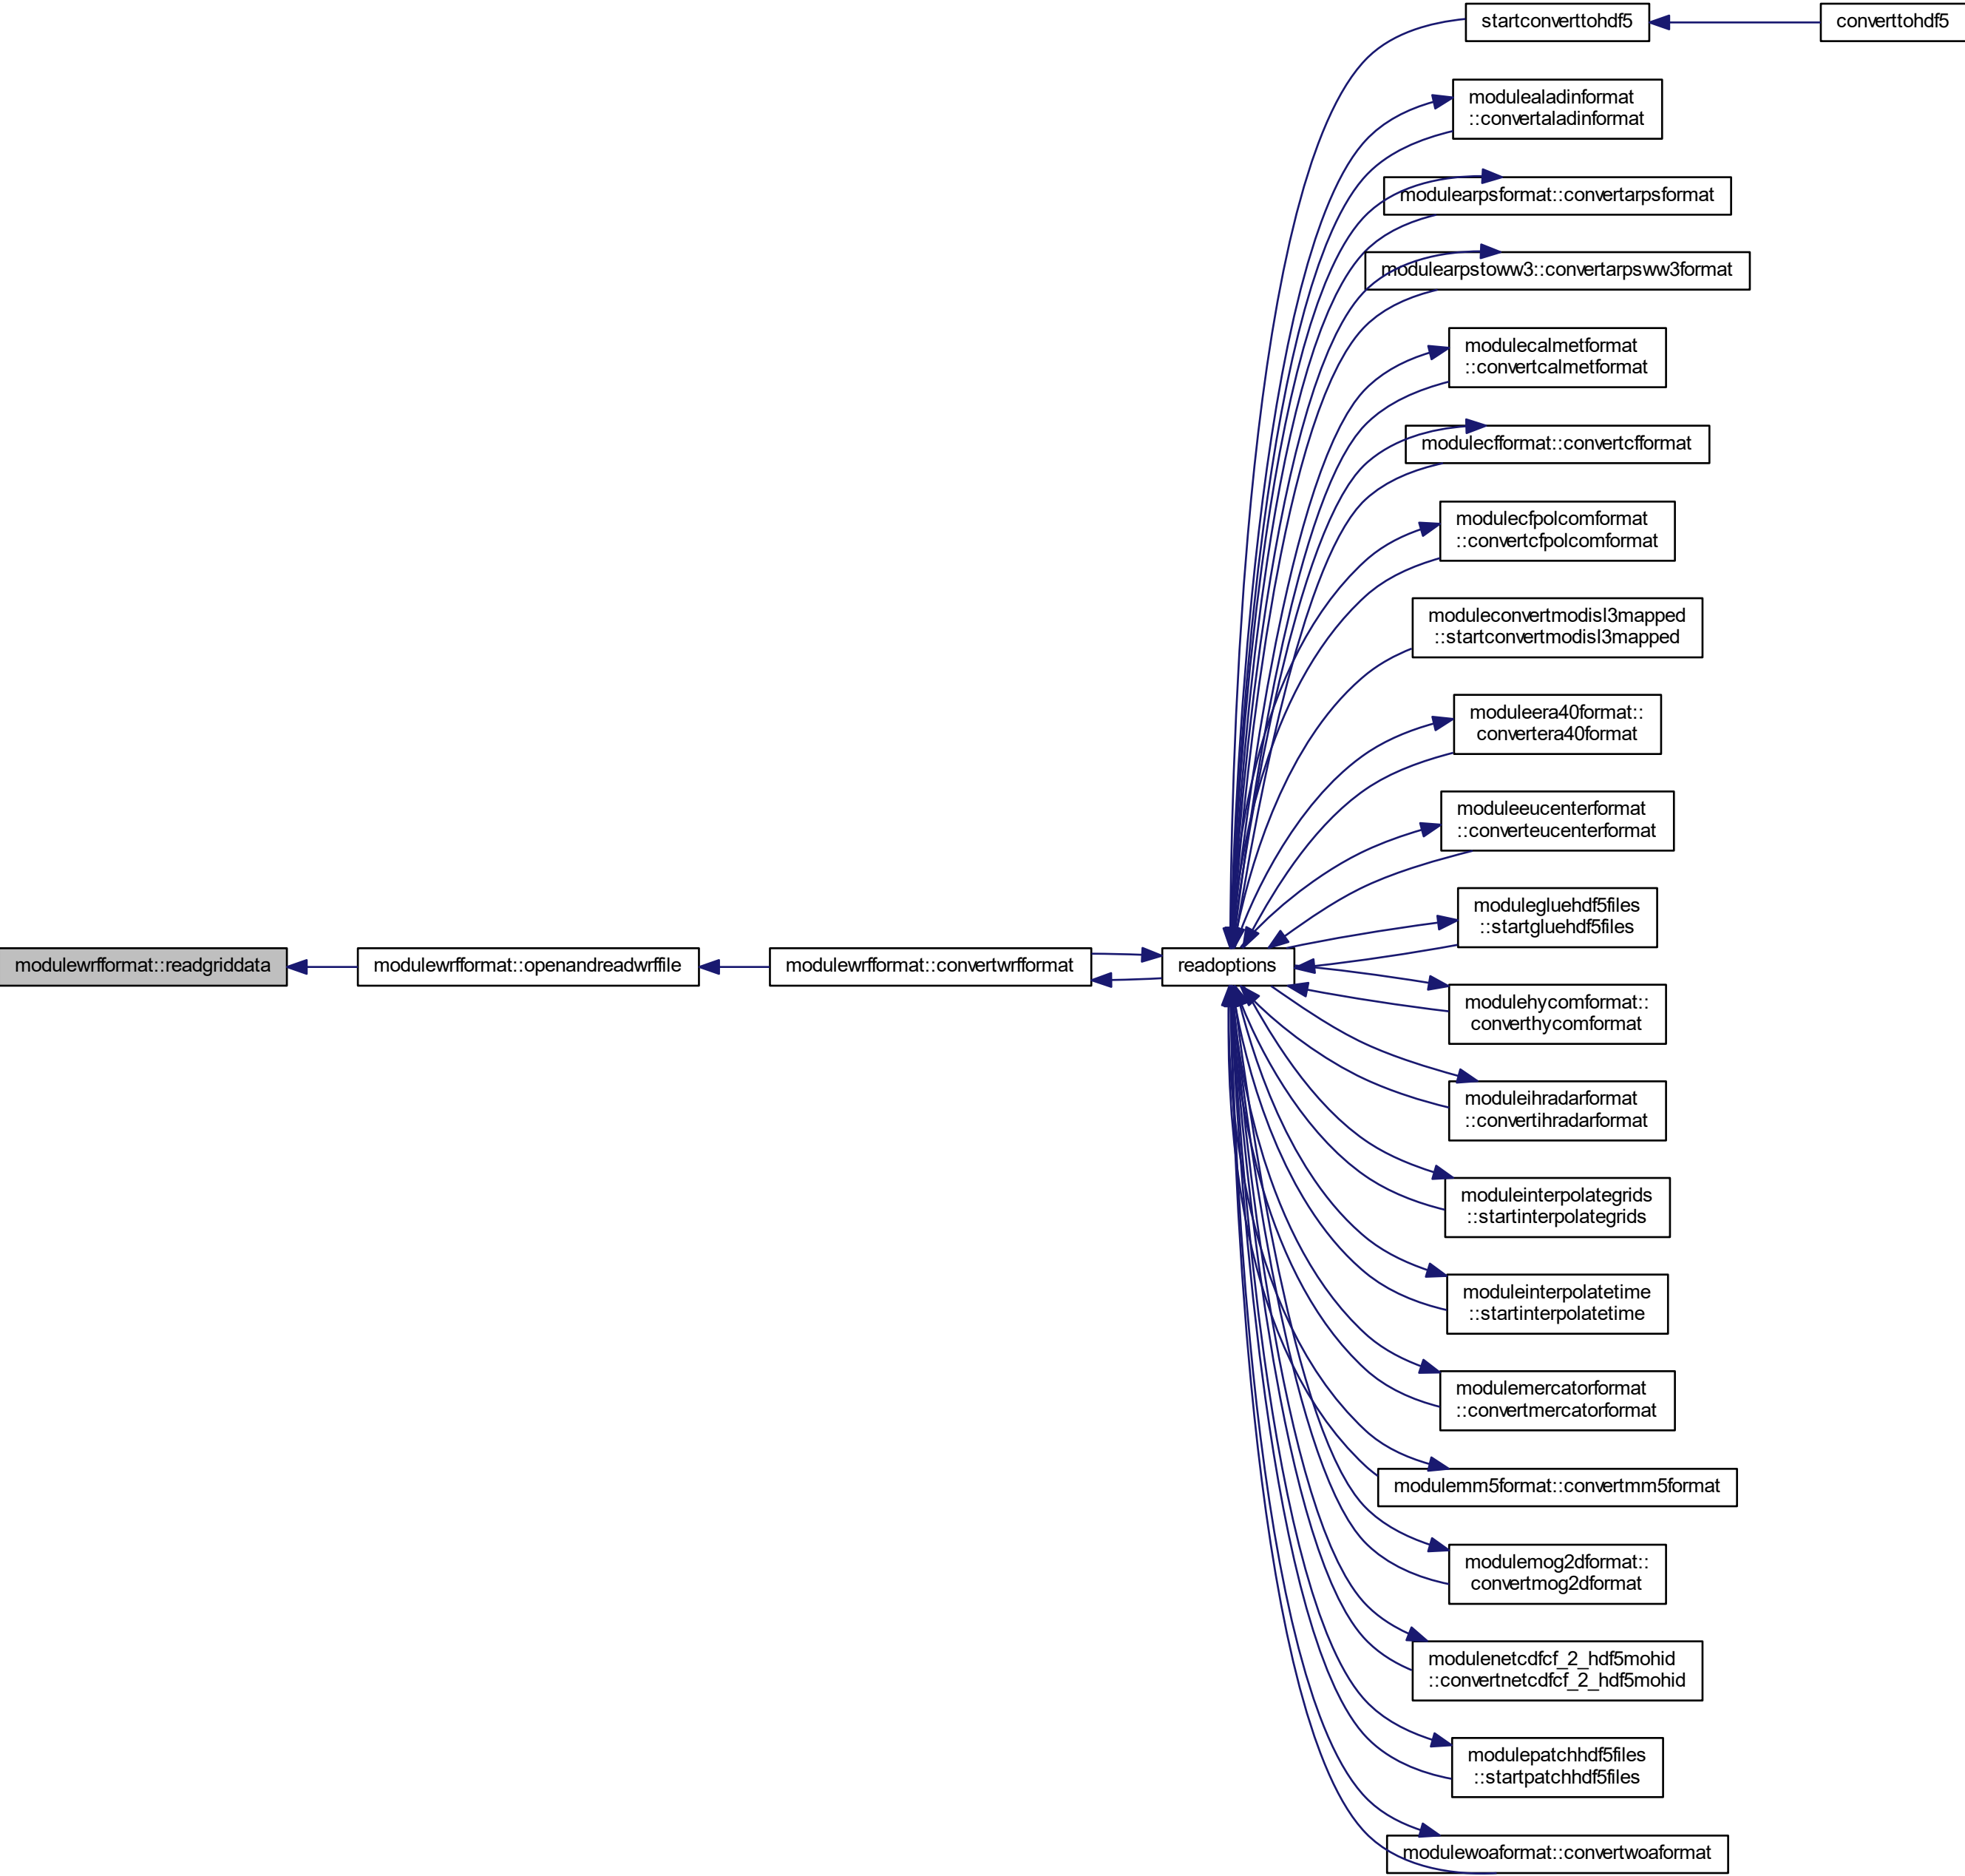 startconverttohdf5
converttohdf5
modulealadinformat
::convertaladinformat
modulearpsformat::convertarpsformat
modulearpstoww3::convertarpsww3format
modulecalmetformat
::convertcalmetformat
modulecfformat::convertcfformat
modulecfpolcomformat
::convertcfpolcomformat
moduleconvertmodisl3mapped
::startconvertmodisl3mapped
moduleera40format::
convertera40format
moduleeucenterformat
::converteucenterformat
modulegluehdf5files
::startgluehdf5files
modulewrfformat::readgriddata
modulewrfformat::openandreadwrffile
modulewrfformat::convertwrfformat
readoptions
modulehycomformat::
converthycomformat
moduleihradarformat
::convertihradarformat
moduleinterpolategrids
::startinterpolategrids
moduleinterpolatetime
::startinterpolatetime
modulemercatorformat
::convertmercatorformat
modulemm5format::convertmm5format
modulemog2dformat::
convertmog2dformat
modulenetcdfcf_2_hdf5mohid
::convertnetcdfcf_2_hdf5mohid
modulepatchhdf5files
::startpatchhdf5files
modulewoaformat::convertwoaformat